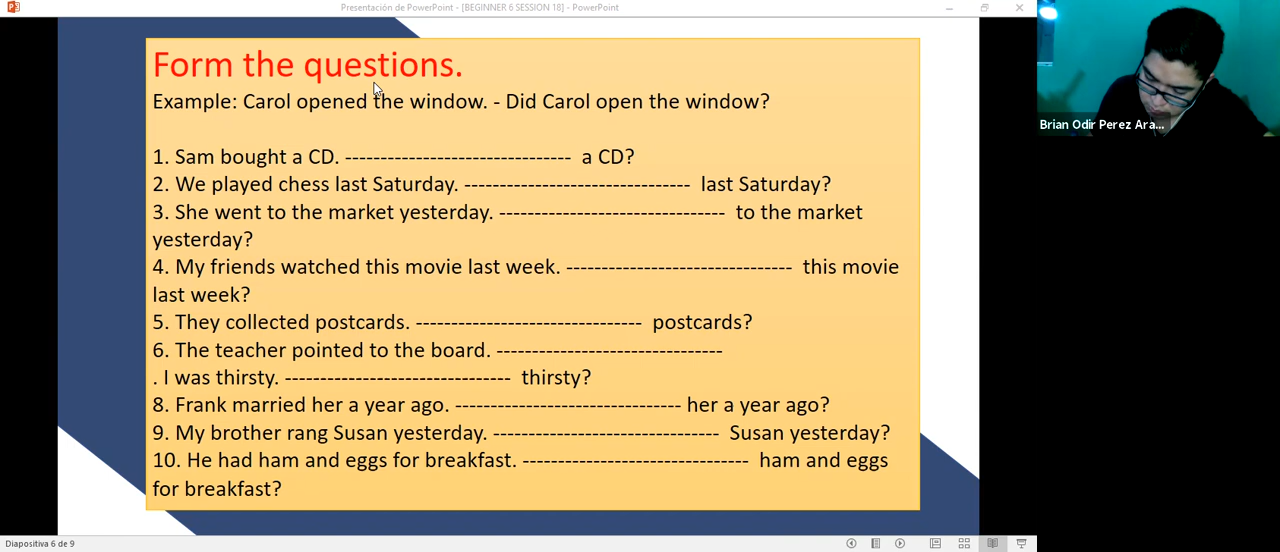 Presentación de PowerPoint - [BEGINNER 6 SESSION 18] - PowerPoint
Form the questions.
Example: Carol opened the window. - Did Carol open the window?
1. Sam bought a CD. -------------------------------- a CD?
2. We played chess last Saturday. -------------------------------- last Saturday?
3. She went to the market yesterday. -------------------------------- to the market
yesterday?
4. My friends watched this movie last week. -------------------------------- this movie
last week?
5. They collected postcards. -------------------------------- postcards?
6. The teacher pointed to the board. --------------------------------
. I was thirsty. -------------------------------- thirsty?
8. Frank married her a year ago. -------------------------------- her a year ago?
9. My brother rang Susan yesterday. -------------------------------- Susan yesterday?
10. He had ham and eggs for breakfast. -------------------------------- ham and eggs
for breakfast?
Brian Odir Perez Ara...
Diapositiva 6 de 9